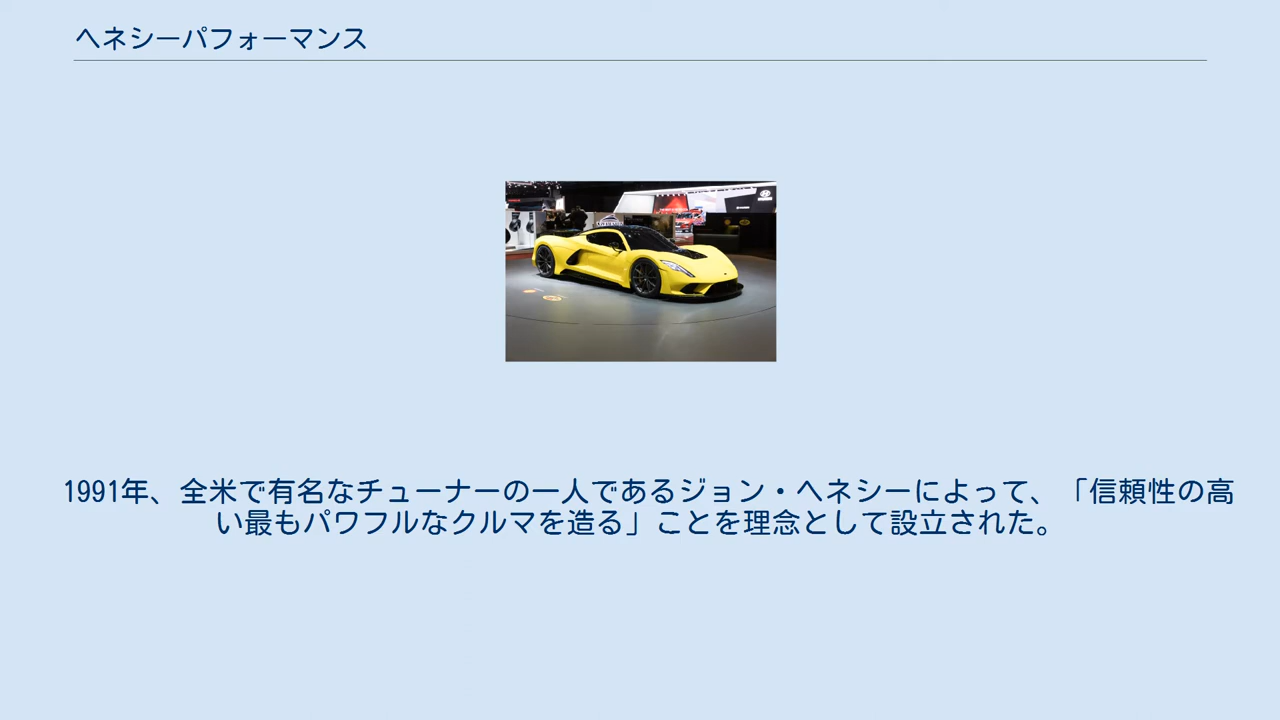 ヘネシーパフォーマンス
1991年、全米で有名なチューナーの一人であるジョン・ヘネシーによって、「信頼性の高
い最もパワフルなクルマを造る」ことを理念として設立された。